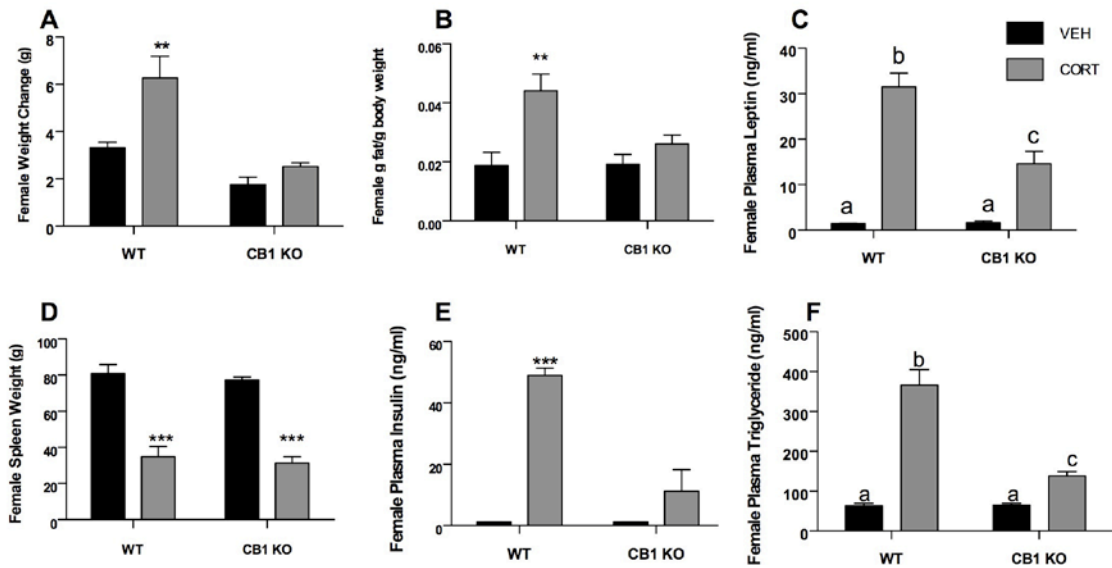 A
Female Weight Change (g)
8
6
4
2
0
**
WT
CB1 KO
B
Female g fat/g body weight
0.06
0.04
0.02
0.00
**
WT
CB1 KO
C
Female Plasma Leptin (ng/ml)
40
30
20
10
0
a
b
a
c
WT
CB1 KO
VEH
CORT
D
Female Spleen Weight (g)
100
80
60
40
20
0
***
***
WT
CB1 KO
E
Female Plasma Insulin (ng/ml)
60
40
20
0
***
WT
CB1 KO
F
Female Plasma Triglyceride (ng/ml)
500
400
300
200
100
0
a
b
a
c
WT
CB1 KO